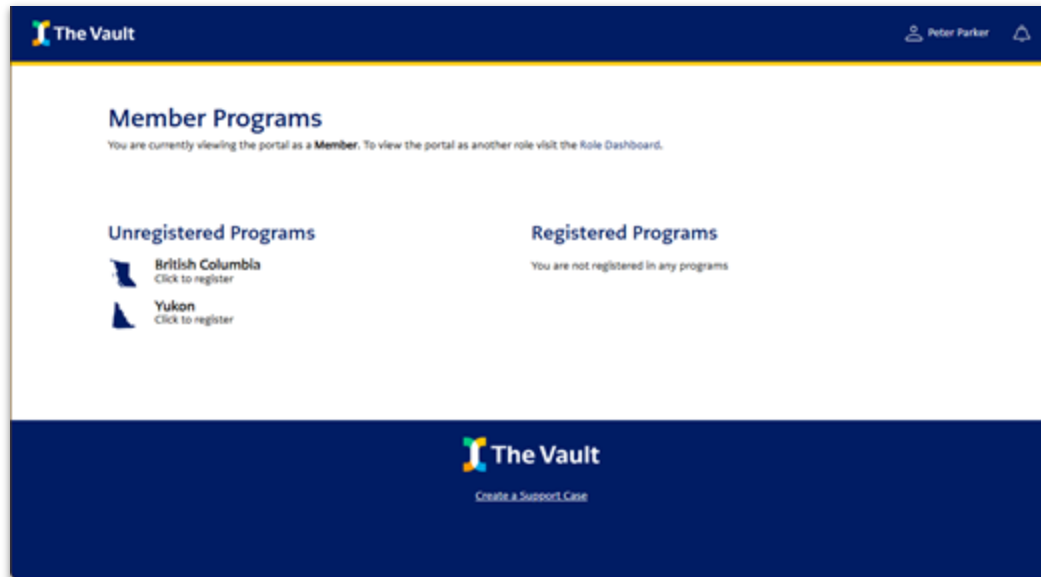 The Vault
Peter Parker
Member Programs
You are currently viewing the portal as a Member. To view the portal as another role visit the Role Dashboard.
Unregistered Programs
British Columbia
Click to register
Yukon
Click to register
Registered Programs
You are not registered in any programs
The Vault
Create a Support Case